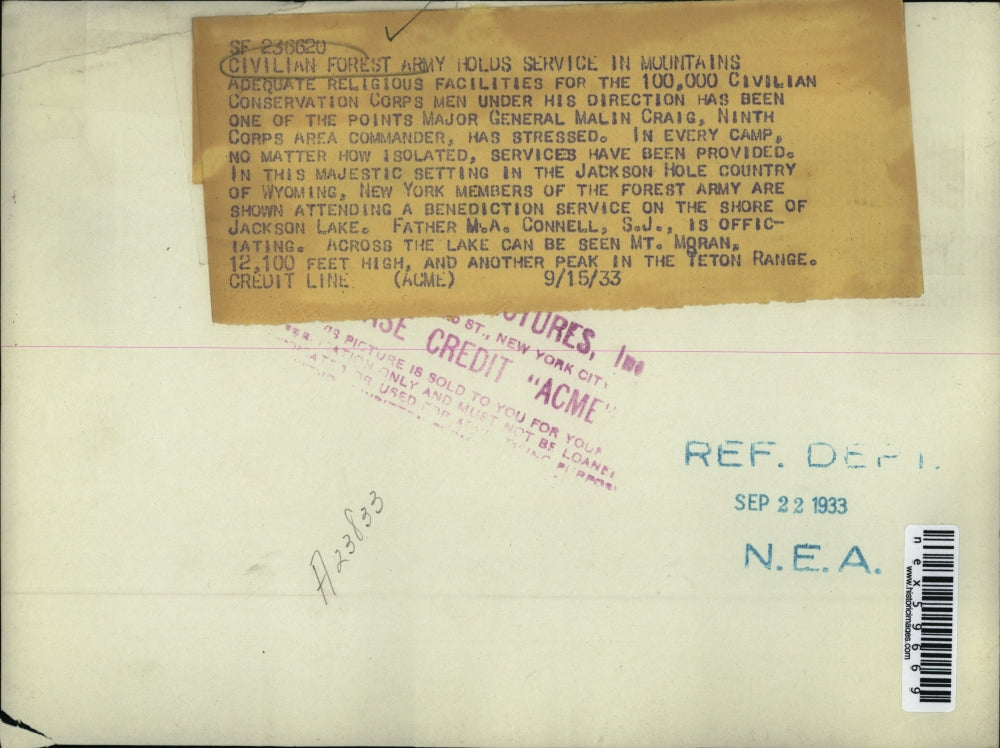 SF 236620
CIVILIAN FOREST ARMY HOLDS SERVICE IN MOUNTAINS
ADEQUATE RELIGIOUS FACILITIES FOR THE 100,000 CIVILIAN
CONSERVATION CORPS MEN UNDER HIS DIRECTION HAS BEEN
ONE OF THE POINTS MAJOR GENERAL MALIN CRAIG, NINTH
CORPS AREA COMMANDER, HAS STRESSED. IN EVERY CAMP,
NO MATTER HOW ISOLATED, SERVICES HAVE BEEN PROVIDED.
IN THIS MAJESTIC SETTING IN THE JACKSON HOLE COUNTRY
OF WYOMING, NEW YORK MEMBERS OF THE FOREST ARMY ARE
SHOWN ATTENDING A BENEDICTION SERVICE ON THE SHORE OF
JACKSON LAKE. FATHER M.A. CONNELL, S.J., IS OFFIC-
IATING. ACROSS THE LAKE CAN BE SEEN MT. MORAN,
12,100 FEET HIGH, AND ANOTHER PEAK IN THE TETON RANGE.
CREDIT LINE (ACME) 9/15/33
ST., NEW YORK CITY
CREDIT "ACME"
PICTURE IS SOLD TO YOU FOR YOUR
ONLY AND MUST NOT BE LOANED
OR USED FOR
A23833
REF. DEPT.
SEP 22 1933
N.E.A.
nex59669
www.historicimages.com